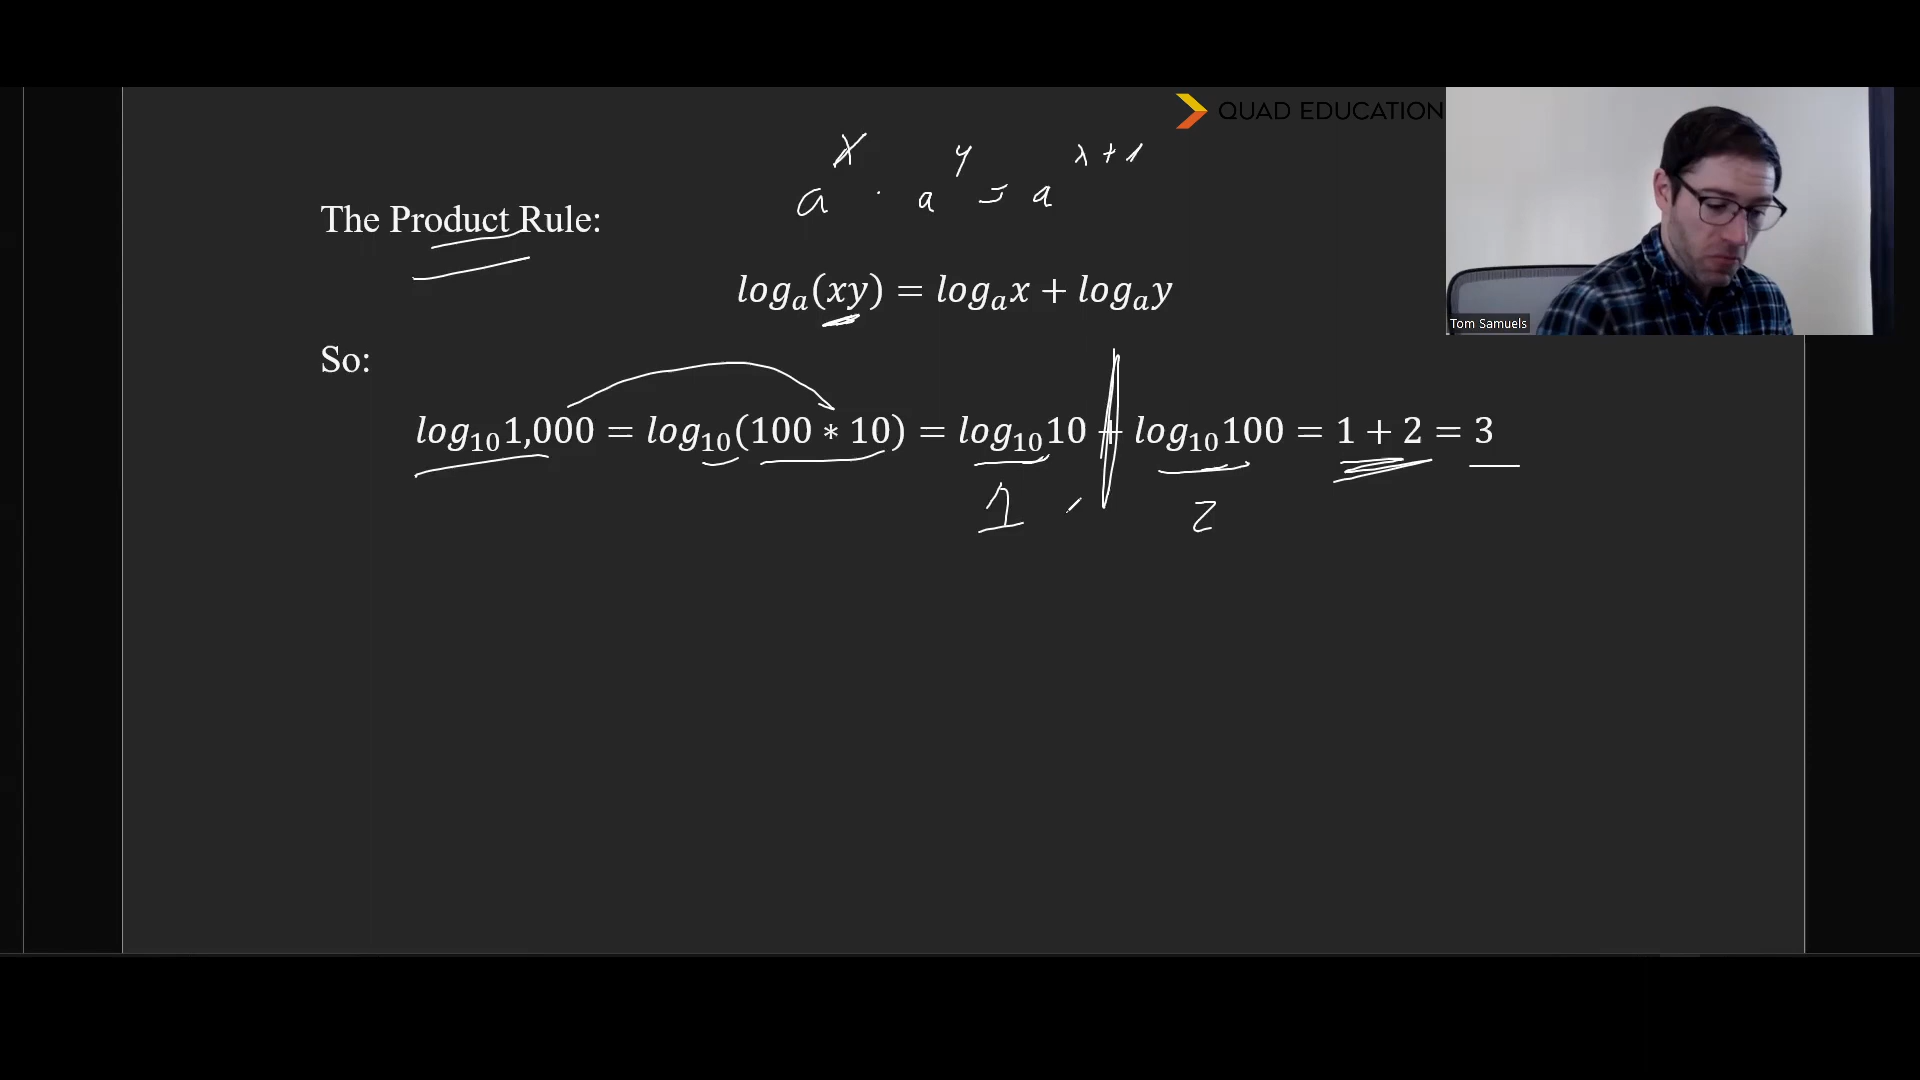 QUAD EDUCATION
a^x · a^y = a^x+1
The Product Rule:
logₐ(xy) = logₐx + logₐy
Tom Samuels
So:
log₁₀1,000 = log₁₀(100 * 10) = log₁₀10 + log₁₀100 = 1 + 2 = 3
1 2